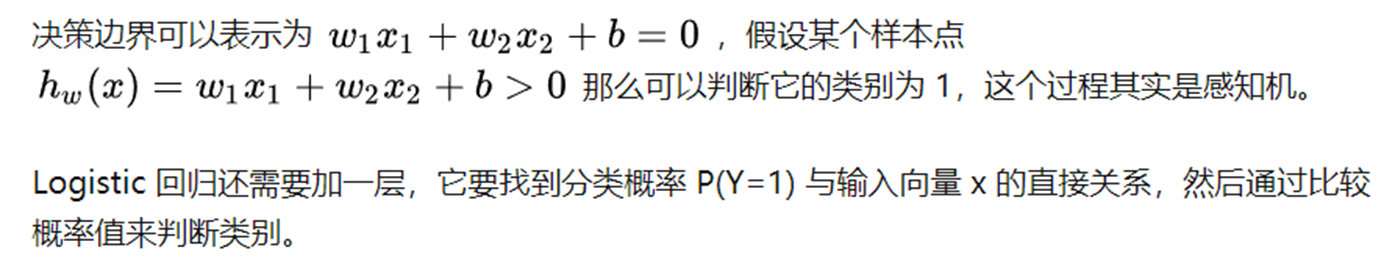 决策边界可以表示为 w₁x₁ + w₂x₂ + b = 0 ，假设某个样本点
h_w(x) = w₁x₁ + w₂x₂ + b > 0 那么可以判断它的类别为 1，这个过程其实是感知机。
Logistic 回归还需要加一层，它要找到分类概率 P(Y=1) 与输入向量 x 的直接关系，然后通过比较
概率值来判断类别。